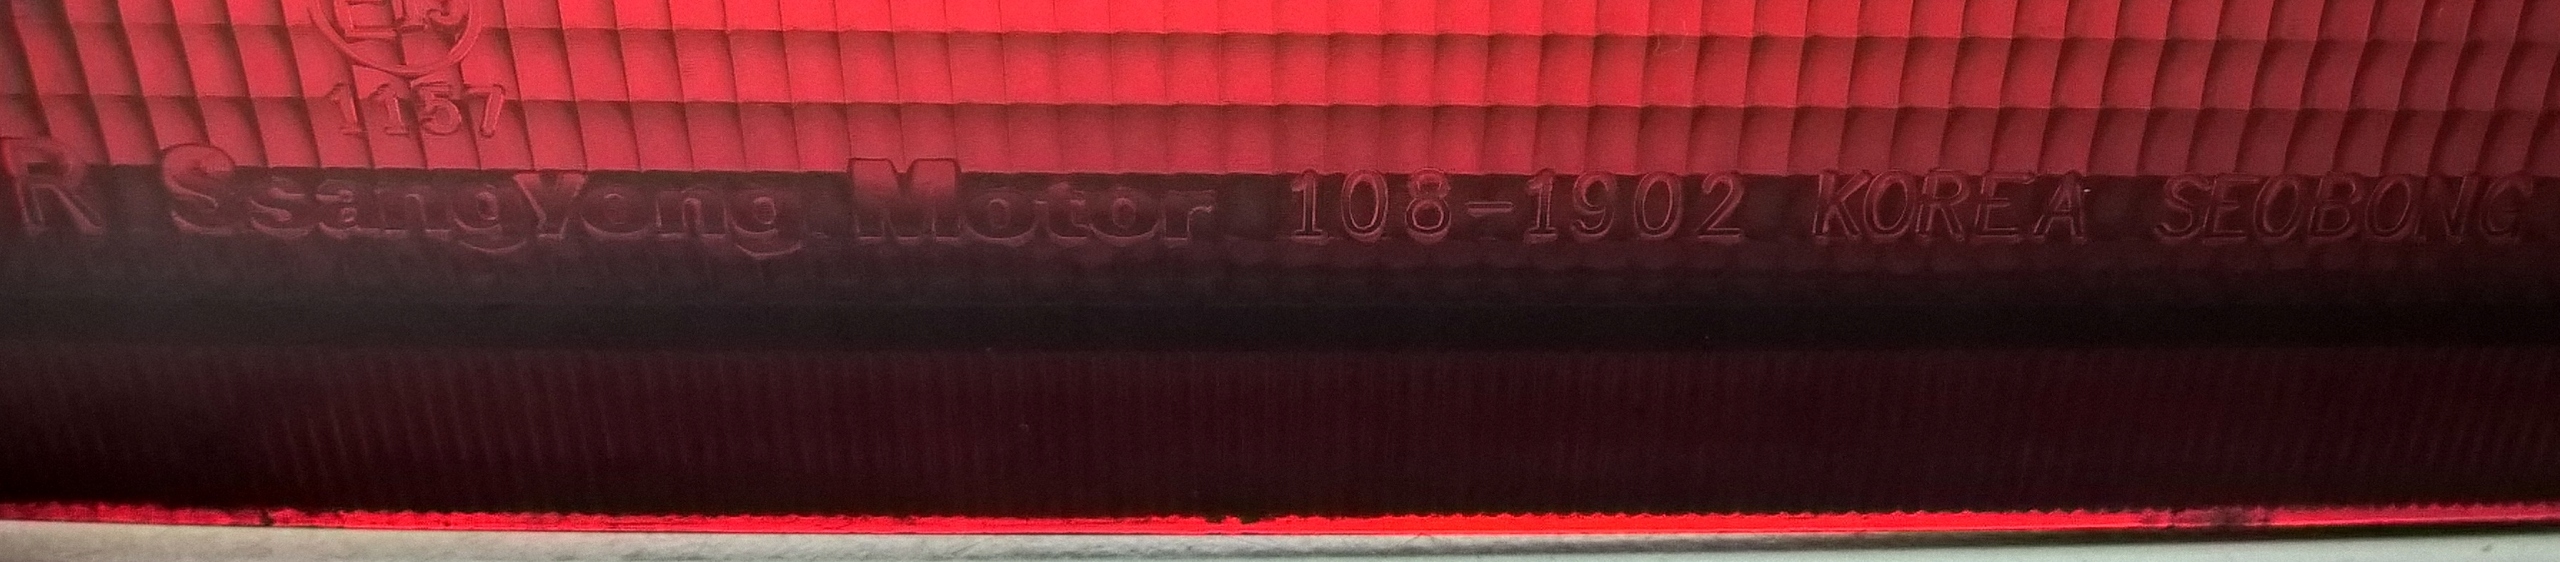 1157
R SsangYong Motor 108-1902 KOREA SEOBONG